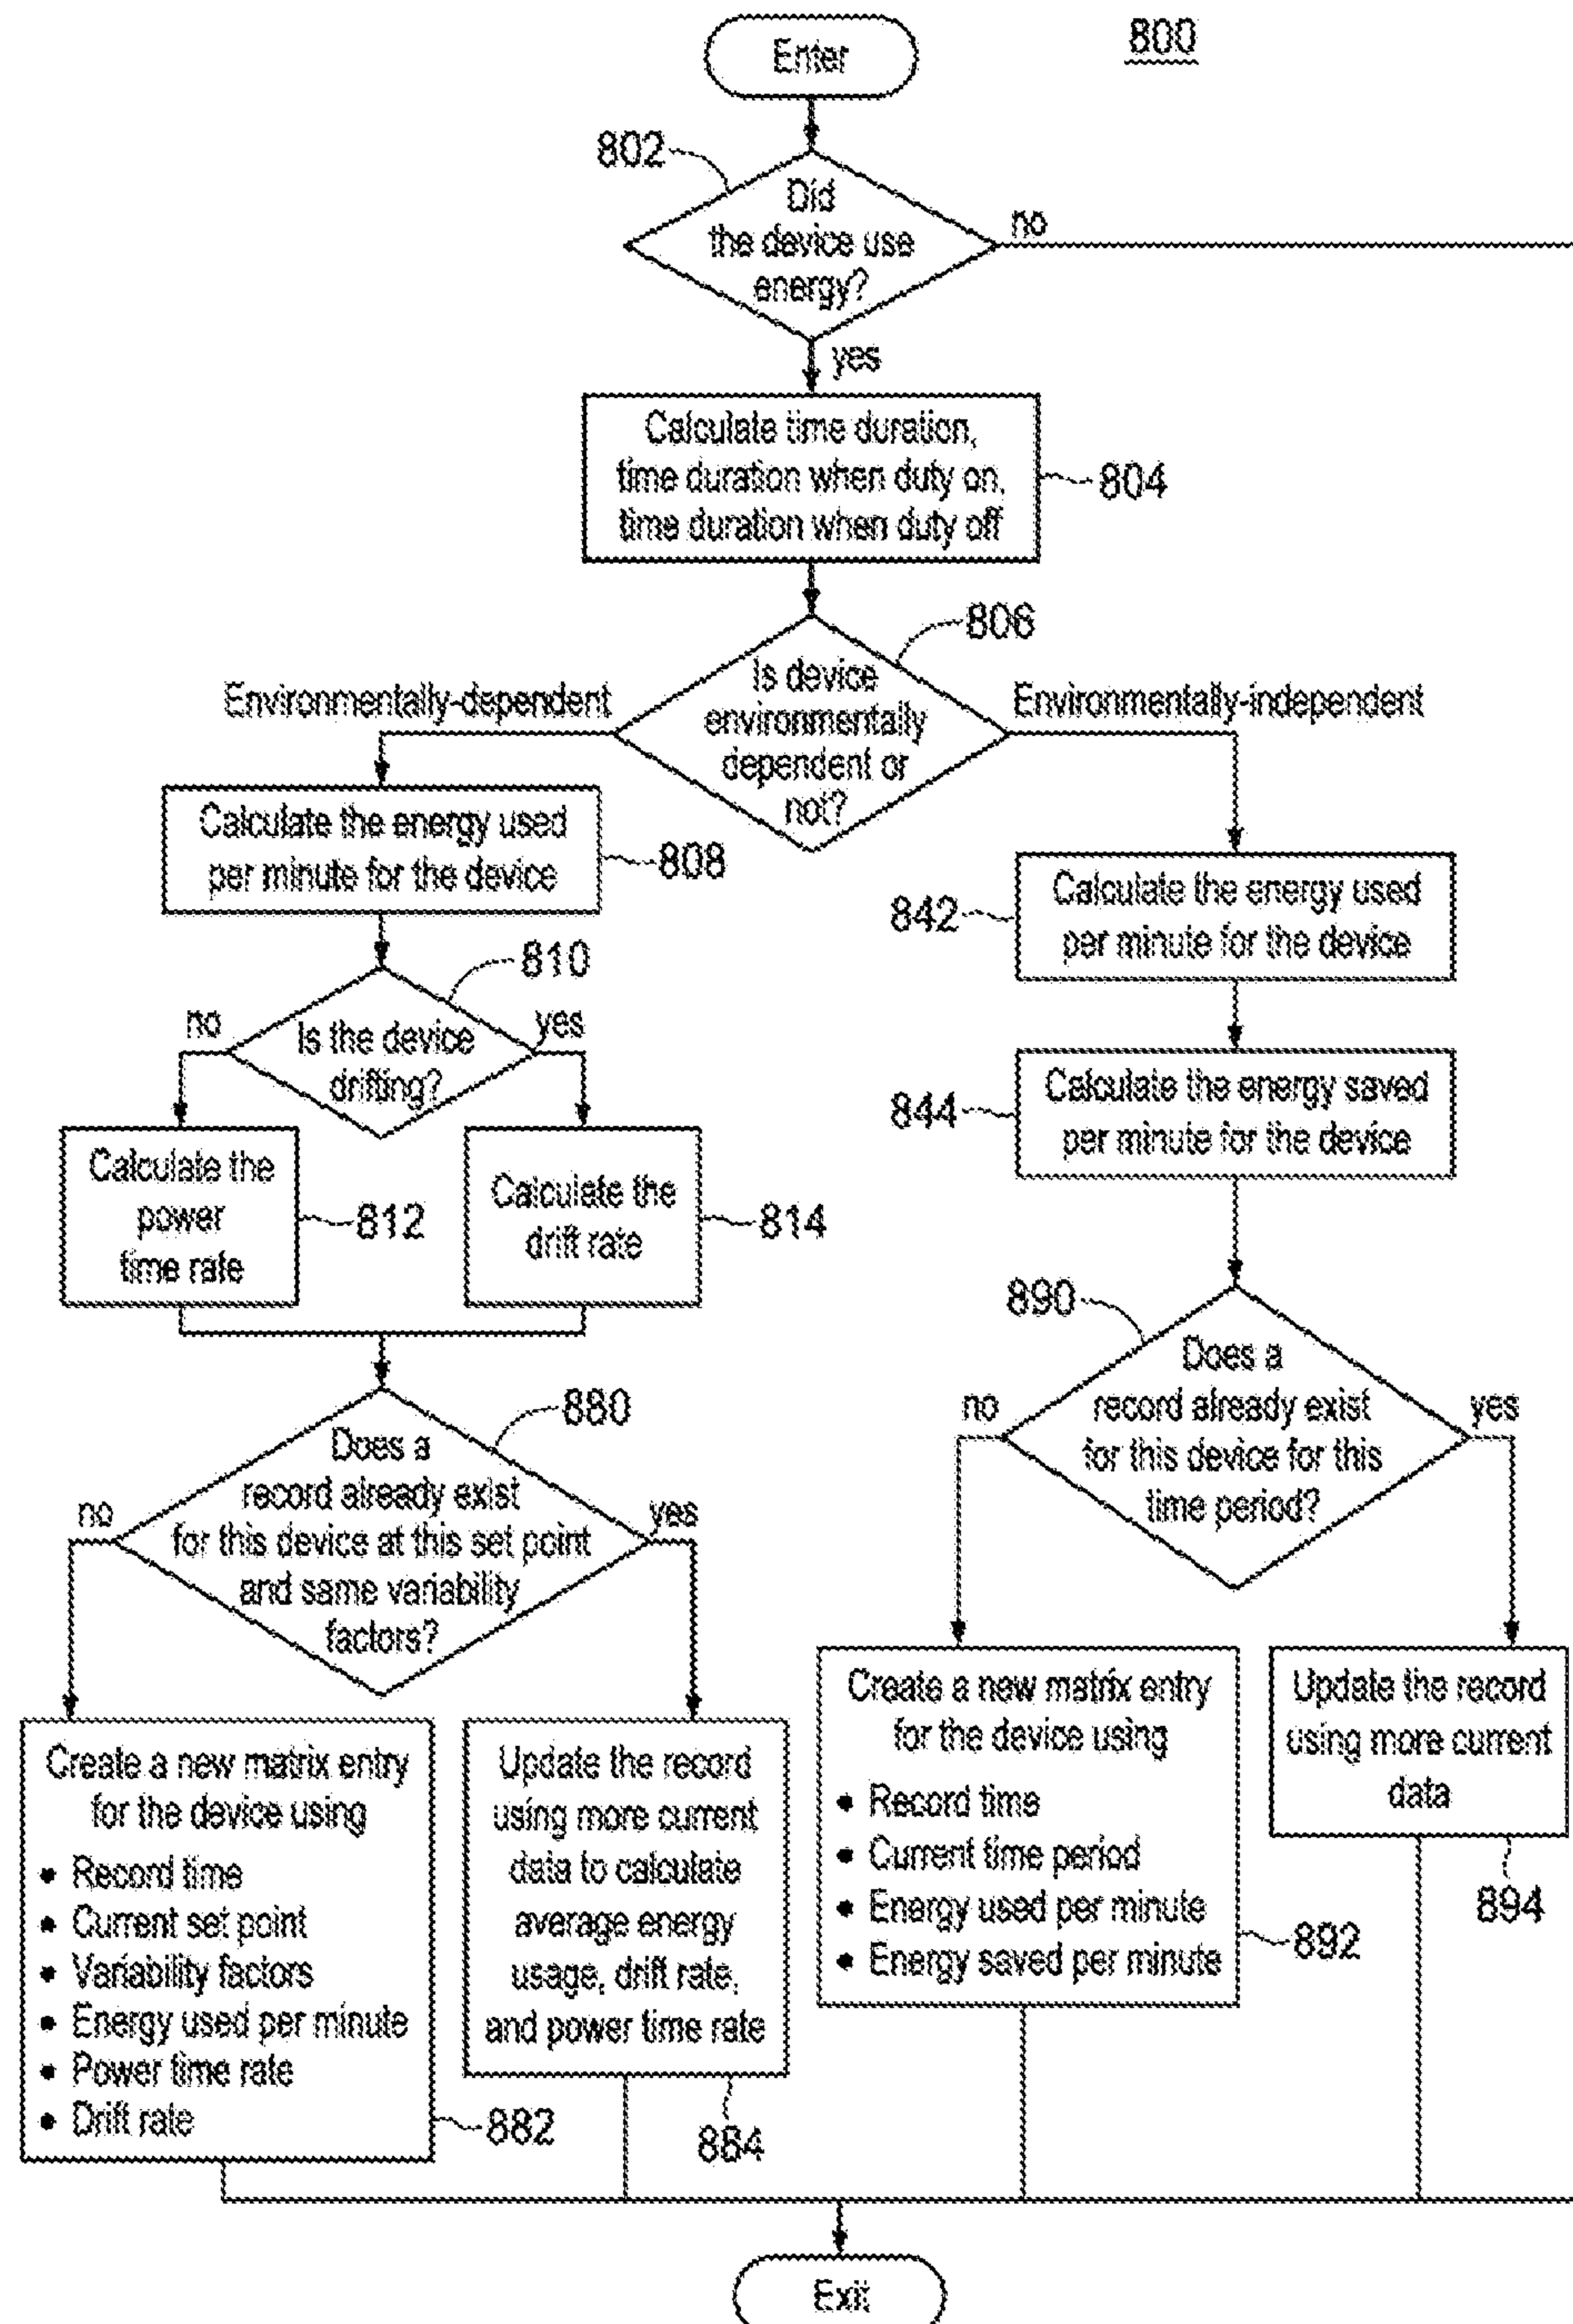 800
Enter
802
Did
the device use
energy?
no
yes
Calculate time duration,
time duration when duty on,
time duration when duty off
804
806
Is device
environmentally
dependent or
not?
Environmentally-dependent
Environmentally-independent
Calculate the energy used
per minute for the device
808
842
Calculate the energy used
per minute for the device
810
Is the device
drifting?
no
yes
844
Calculate the energy saved
per minute for the device
Calculate the
power
time rate
812
Calculate the
drift rate
814
890
Does a
record already exist
for this device for this
time period?
no
yes
880
Does a
record already exist
for this device at this set point
and same variability
factors?
no
yes
Create a new matrix entry
for the device using
• Record time
• Current set point
• Variability factors
• Energy used per minute
• Power time rate
• Drift rate
882
Update the record
using more current
data to calculate
average energy
usage, drift rate,
and power time rate
884
Create a new matrix entry
for the device using
• Record time
• Current time period
• Energy used per minute
• Energy saved per minute
892
Update the record
using more current
data
894
Exit